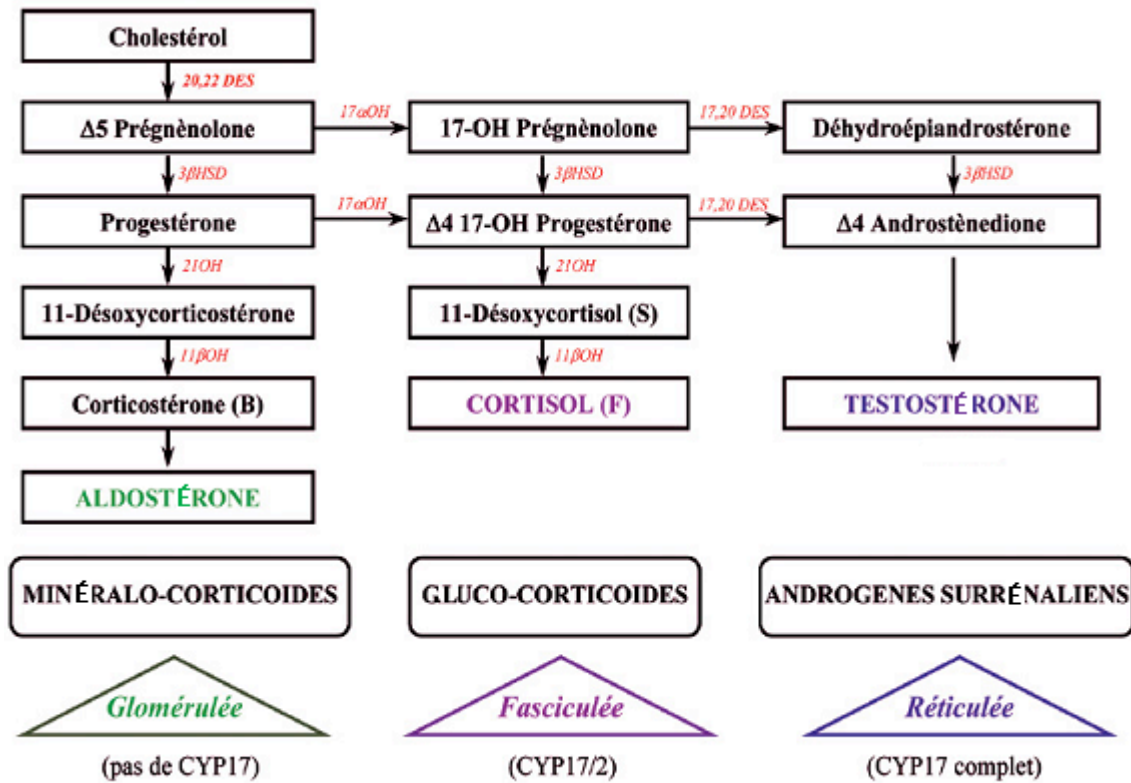 Cholestérol
20,22 DES
Δ5 Prégnènolone
17αOH
17-OH Prégnènolone
17,20 DES
Déhydroépiandrostérone
3βHSD
3βHSD
3βHSD
Progestérone
17αOH
Δ4 17-OH Progestérone
17,20 DES
Δ4 Androstènedione
21OH
21OH
11-Désoxycorticostérone
11-Désoxycortisol (S)
11βOH
11βOH
Corticostérone (B)
CORTISOL (F)
TESTOSTÉRONE
ALDOSTÉRONE
MINÉRALO-CORTICOIDES
GLUCO-CORTICOIDES
ANDROGENES SURRÉNALIENS
Glomérulée
Fasciculée
Réticulée
(pas de CYP17)
(CYP17/2)
(CYP17 complet)